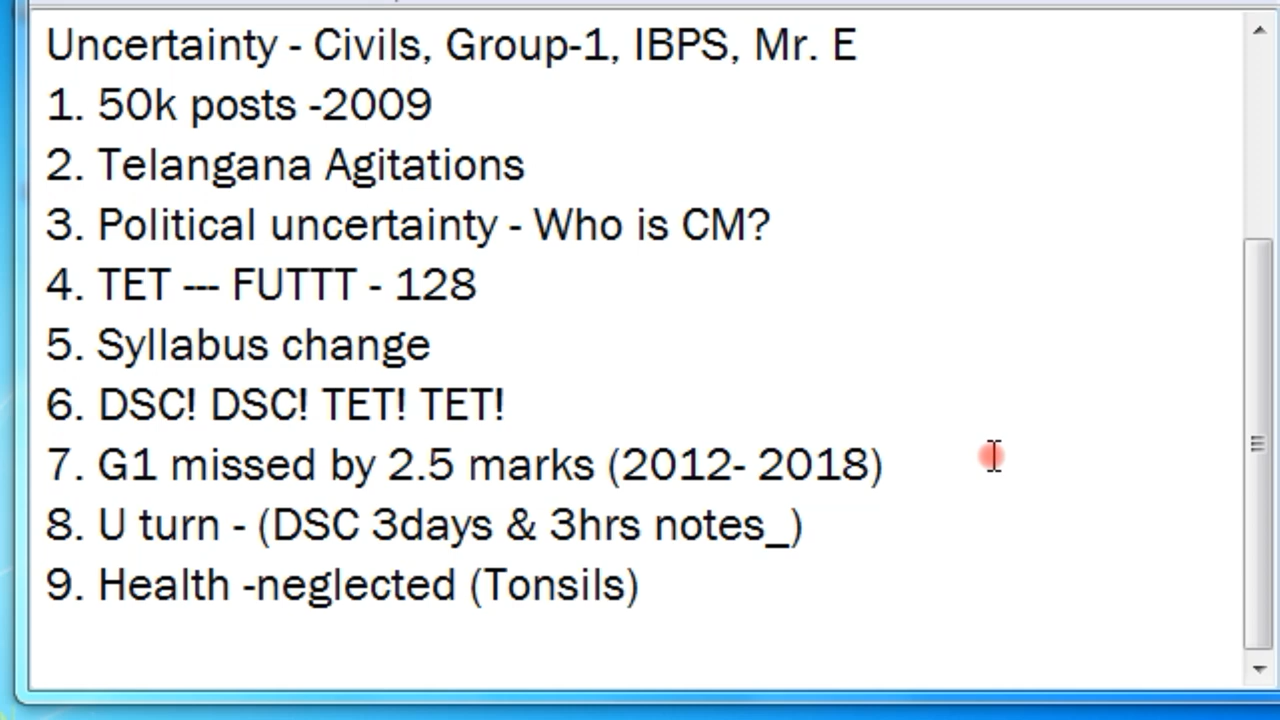 Uncertainty - Civils, Group-1, IBPS, Mr. E
1. 50k posts -2009
2. Telangana Agitations
3. Political uncertainty - Who is CM?
4. TET --- FUTTT - 128
5. Syllabus change
6. DSC! DSC! TET! TET!
7. G1 missed by 2.5 marks (2012- 2018)
8. U turn - (DSC 3days & 3hrs notes_)
9. Health -neglected (Tonsils)